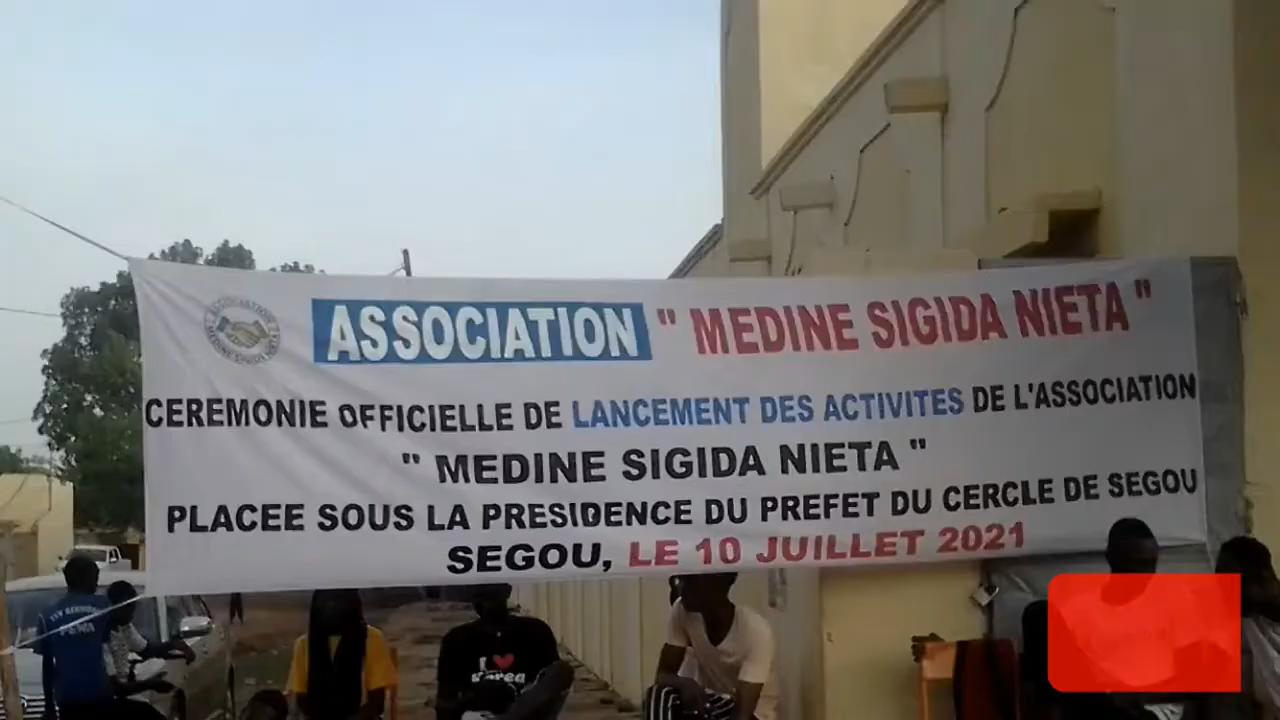 ASSOCIATION " MEDINE SIGIDA NIETA "
CEREMONIE OFFICIELLE DE LANCEMENT DES ACTIVITES DE L'ASSOCIATION
" MEDINE SIGIDA NIETA "
PLACEE SOUS LA PRESIDENCE DU PREFET DU CERCLE DE SEGOU
SEGOU, LE 10 JUILLET 2021
I